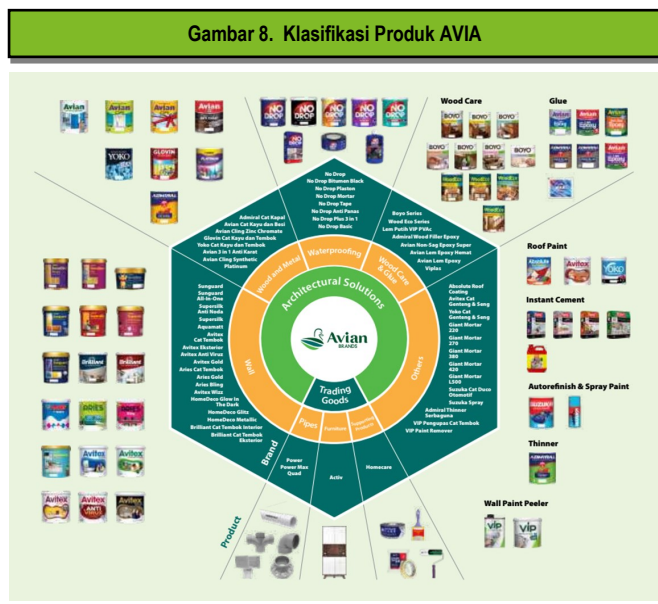 Gambar 8. Klasifikasi Produk AVIA
Wood Care
Glue
No Drop
No Drop Bitumen Black
No Drop Plaston
No Drop Mortar
No Drop Tape
No Drop Anti Panas
No Drop Plus 3 in 1
No Drop Basic
Admiral Cat Kapal
Avian Cat Kayu dan Besi
Avian Cling Zinc Chromate
Glovin Cat Kayu dan Tembok
Yoko Cat Kayu dan Tembok
Avian 3 in 1 Anti Karat
Avian Cling Synthetic
Platinum
Boyo Series
Wood Eco Series
Lem Putih VIP PVAc
Admiral Wood Filler Epoxy
Avian Non-Sag Epoxy Super
Avian Lem Epoxy Hemat
Avian Lem Epoxy
Viplas
Wood and Metal
Waterproofing
Wood Care
& Glue
Architectural Solutions
Avian
BRANDS
Wall
Others
Sunguard
Sunguard
All-in-One
Supersilk
Anti Noda
Supersilk
Aquamatt
Avitex
Cat Tembok
Avitex Eksterior
Avitex Anti Virus
Avitex Gold
Aries Cat Tembok
Aries Gold
Aries Bling
Avitex Wizz
HomeDeco Glow in
The Dark
HomeDeco Glitz
HomeDeco Metallic
Brilliant Cat Tembok Interior
Brilliant Cat Tembok
Eksterior
Absolute Roof
Coating
Avitex Cat
Genteng & Seng
Yoko Cat
Genteng & Seng
Giant Mortar
220
Giant Mortar
270
Giant Mortar
380
Giant Mortar
420
Giant Mortar
L500
Suzuka Cat Duco
Otomotif
Suzuka Spray
Admiral Thinner
Serbaguna
VIP Pengupas Cat Tembok
VIP Paint Remover
Trading
Goods
Pipes
Furniture
Supporting
Products
Brand
Power
Power Max
Quad
Activ
Homecare
Product
Roof Paint
Instant Cement
Autorefinish & Spray Paint
Thinner
Wall Paint Peeler